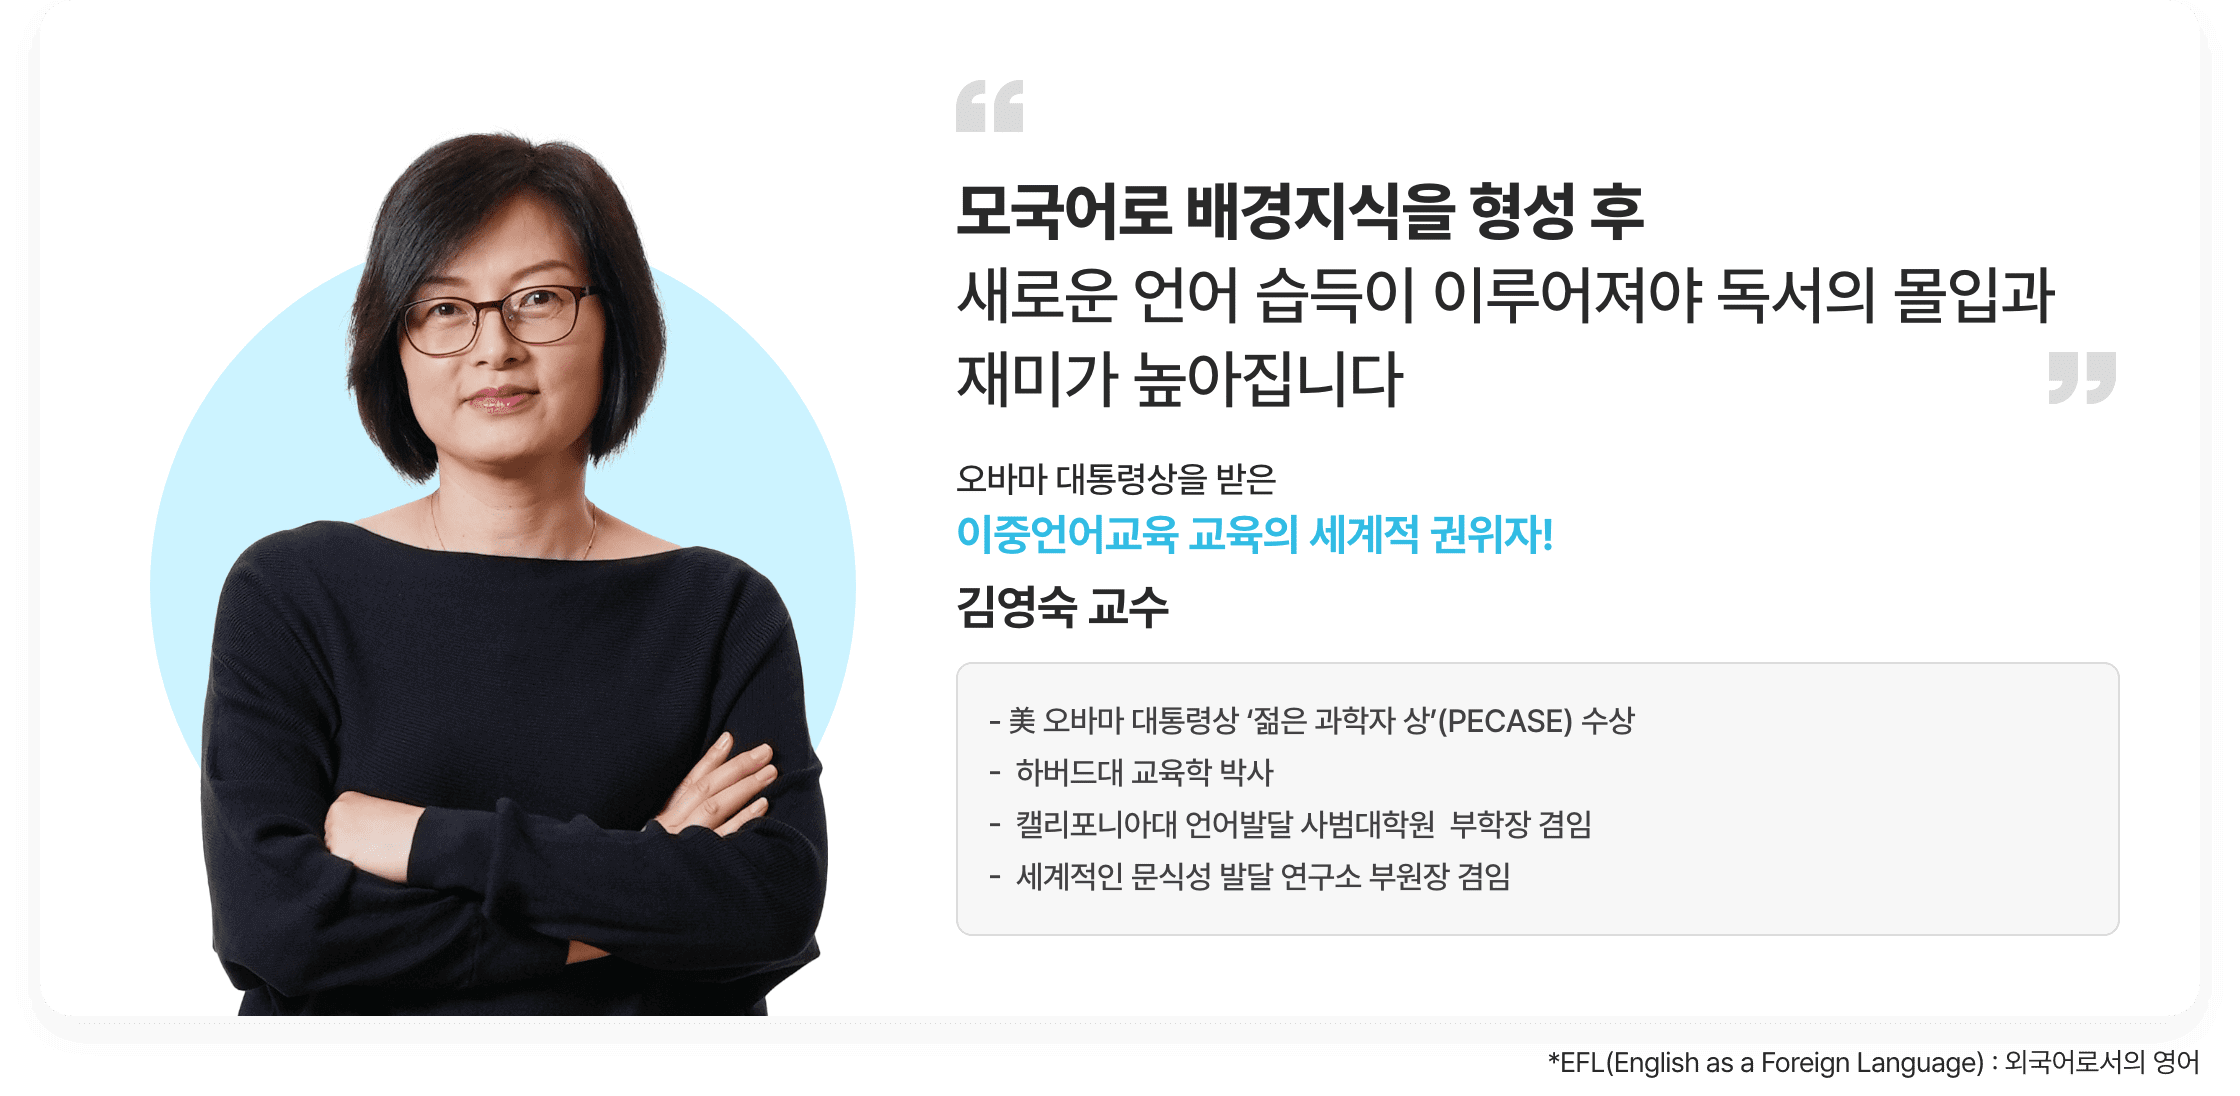 “
모국어로 배경지식을 형성 후
새로운 언어 습득이 이루어져야 독서의 몰입과
재미가 높아집니다
”
오바마 대통령상을 받은
이중언어교육 교육의 세계적 권위자!
김영숙 교수
- 美 오바마 대통령상 ‘젊은 과학자 상’(PECASE) 수상
- 하버드대 교육학 박사
- 캘리포니아대 언어발달 사범대학원 부학장 겸임
- 세계적인 문식성 발달 연구소 부원장 겸임
*EFL(English as a Foreign Language) : 외국어로서의 영어